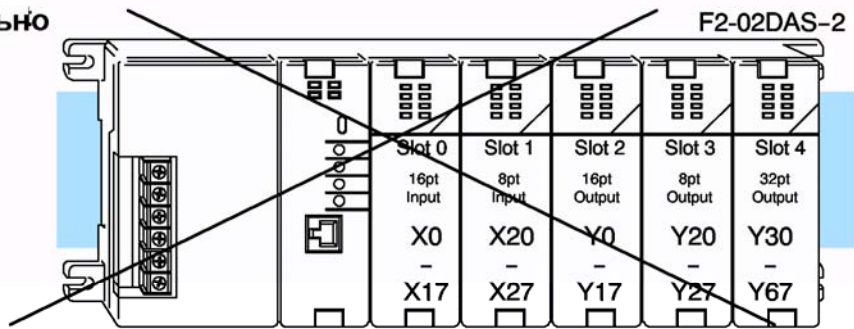 ьно
F2-02DAS-2
Slot 0 Slot 1 Slot 2 Slot 3 Slot 4
16pt 8pt 16pt 8pt 32pt
Input Input Output Output Output
X0 X20 Y0 Y20 Y30
– – – – –
X17 X27 Y17 Y27 Y67